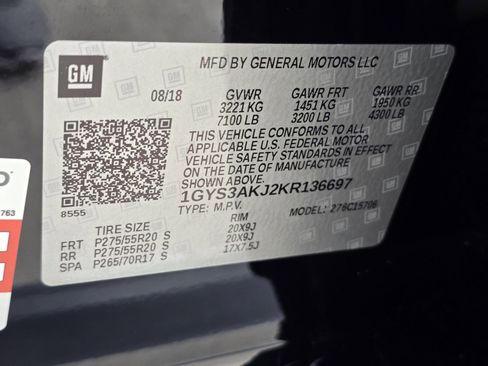 GM
MFD BY GENERAL MOTORS LLC
08/18
GVWR GAWR FRT GAWR RR
3221 KG 1451 KG 1950 KG
7100 LB 3200 LB 4300 LB
THIS VEHICLE CONFORMS TO ALL
APPLICABLE U.S. FEDERAL MOTOR
VEHICLE SAFETY STANDARDS IN EFFECT
ON THE DATE OF MANUFACTURE
SHOWN ABOVE.
1GYS3AKJ2KR136697
8555
TYPE: M.P.V. MODEL: 276C15706
TIRE SIZE RIM
FRT P275/55R20 S 20X9J
RR P275/55R20 S 20X9J
SPA P265/70R17 S 17X7.5J
763